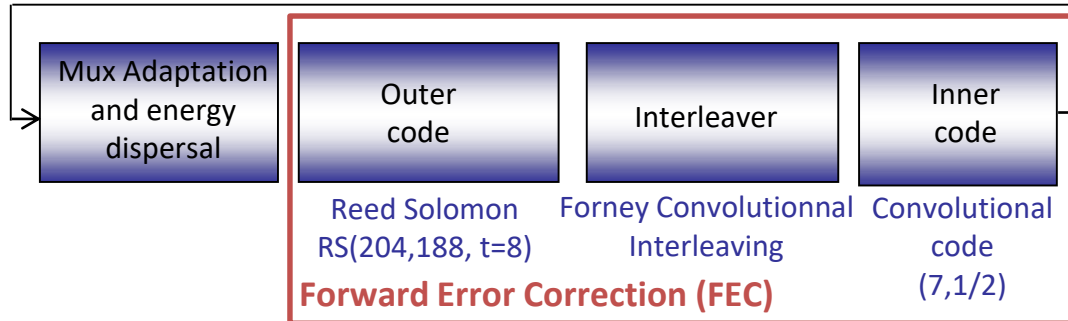 Mux Adaptation
and energy
dispersal
Outer
code
Interleaver
Inner
code
Reed Solomon
RS(204,188, t=8)
Forney Convolutionnal
Interleaving
Convolutional
code
(7,1/2)
Forward Error Correction (FEC)